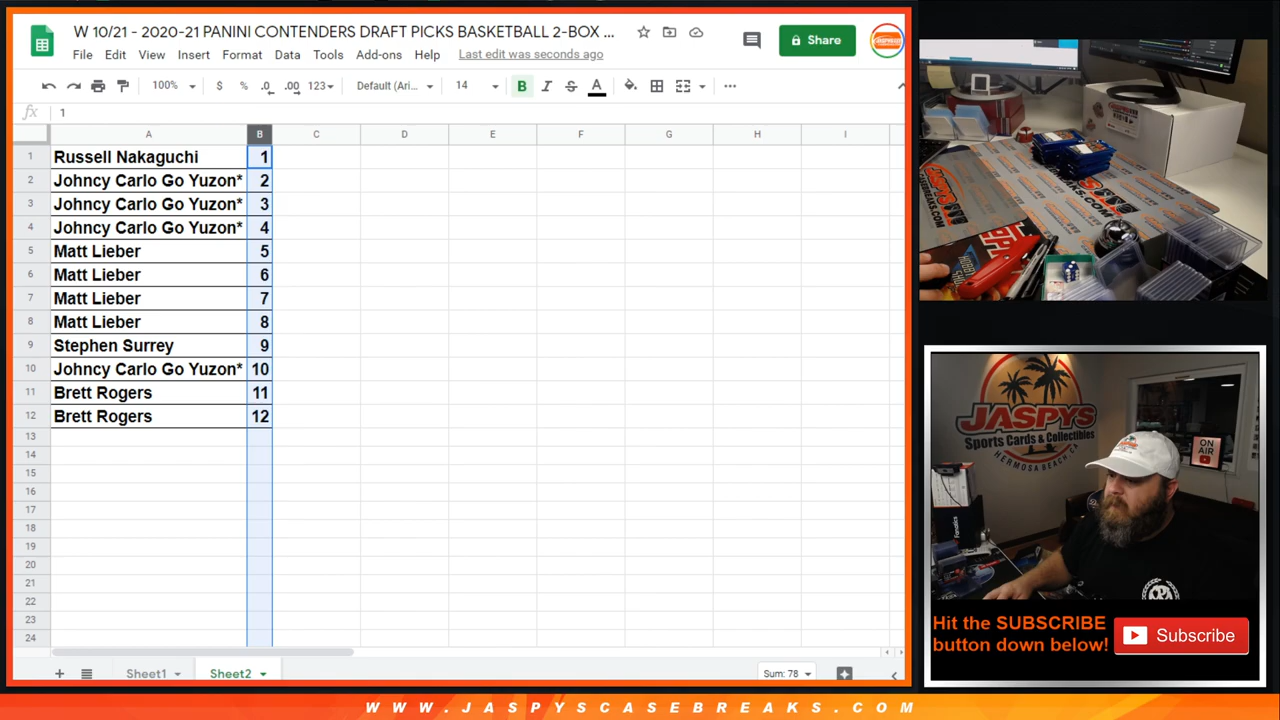 W 10/21 - 2020-21 PANINI CONTENDERS DRAFT PICKS BASKETBALL 2-BOX ...
File Edit View Insert Format Data Tools Add-ons Help Last edit was seconds ago
Share
100% $ % .0 .00 123 Default (Ari... 14 B I S A
fx 1
A B C D E F G H I
1 Russell Nakaguchi 1
2 Johncy Carlo Go Yuzon* 2
3 Johncy Carlo Go Yuzon* 3
4 Johncy Carlo Go Yuzon* 4
5 Matt Lieber 5
6 Matt Lieber 6
7 Matt Lieber 7
8 Matt Lieber 8
9 Stephen Surrey 9
10 Johncy Carlo Go Yuzon* 10
11 Brett Rogers 11
12 Brett Rogers 12
13
14
15
16
17
18
19
20
21
22
23
24
Sheet1 Sheet2 Sum: 78
JASPYS
Sports Cards & Collectibles
HERMOSA BEACH, CA
ON
AIR
Fanatics
Hit the SUBSCRIBE
button down below!
Subscribe
WWW.JASPYSCASEBREAKS.COM